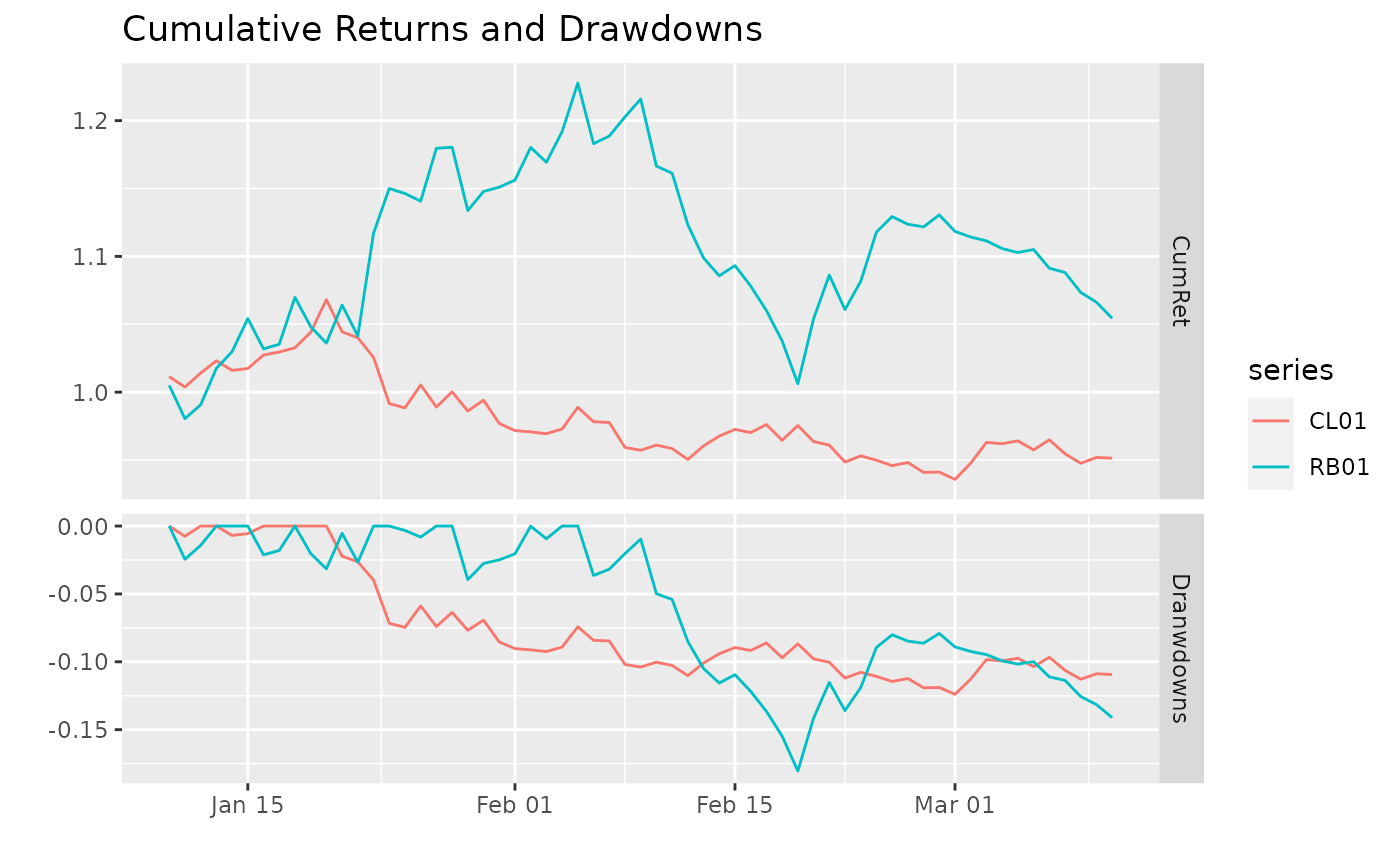 Cumulative Returns and Drawdowns
1.2
1.1
1.0
CumRet
0.00
-0.05
-0.10
-0.15
Dranwdowns
Jan 15
Feb 01
Feb 15
Mar 01
series
CL01
RB01